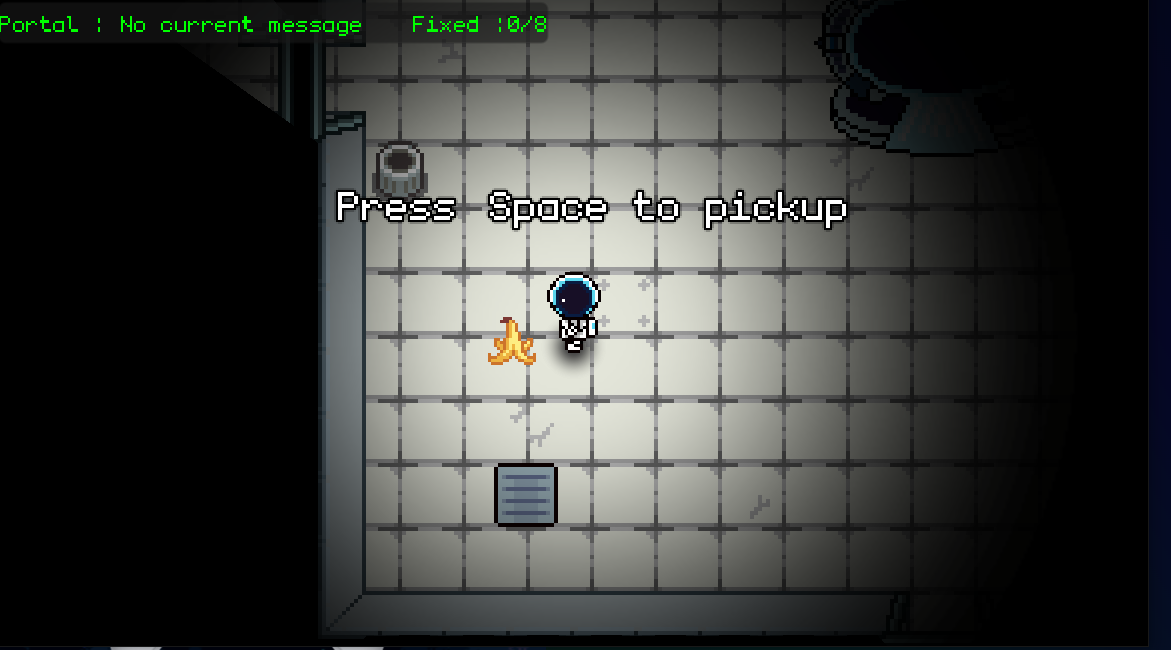 Portal : No current message Fixed :0/8
Press Space to pickup